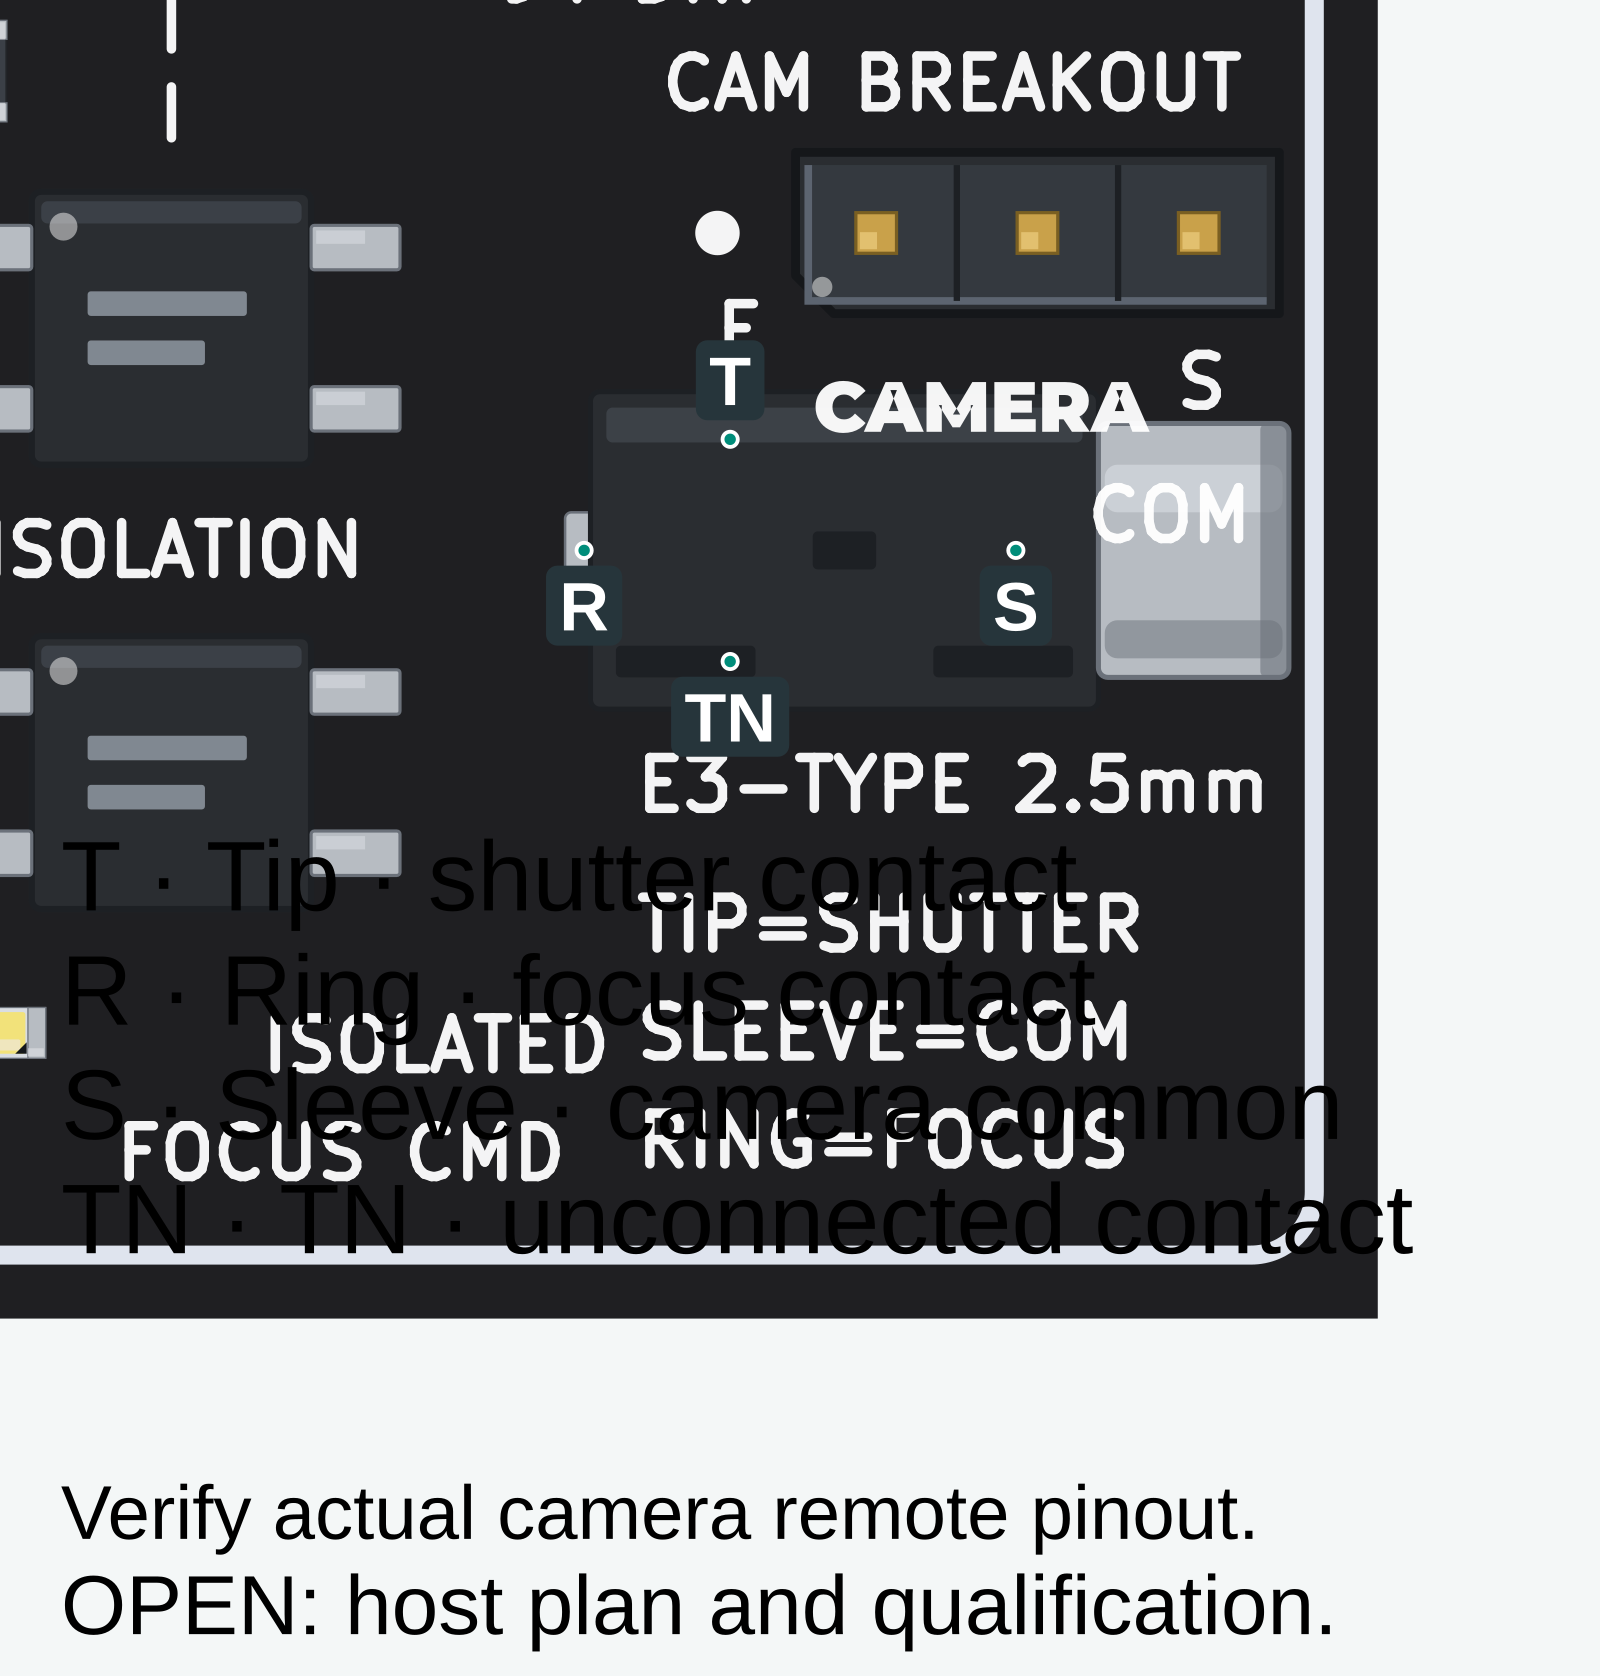 CAM BREAKOUT
F
T
CAMERA
S
COM
ISOLATION
R
S
TN
E3-TYPE 2.5mm
T · Tip · shutter contact
TIP=SHUTTER
R · Ring · focus contact
ISOLATED
SLEEVE=COM
S · Sleeve · camera common
FOCUS CMD
RING=FOCUS
TN · TN · unconnected contact
Verify actual camera remote pinout.
OPEN: host plan and qualification.